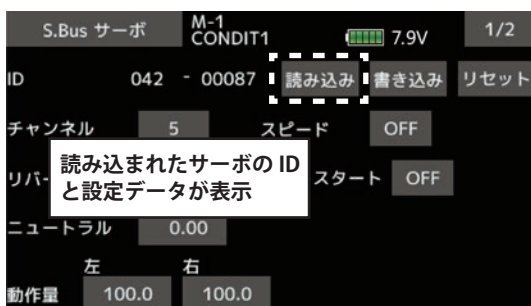 S.Bus サーボ M-1 CONDIT1 7.9V 1/2
ID 042 - 00087 読み込み 書き込み リセット
チャンネル 5 スピード OFF
読み込まれたサーボの ID
と設定データが表示
リバー スタート OFF
ニュートラル 0.00
左 右
動作量 100.0 100.0